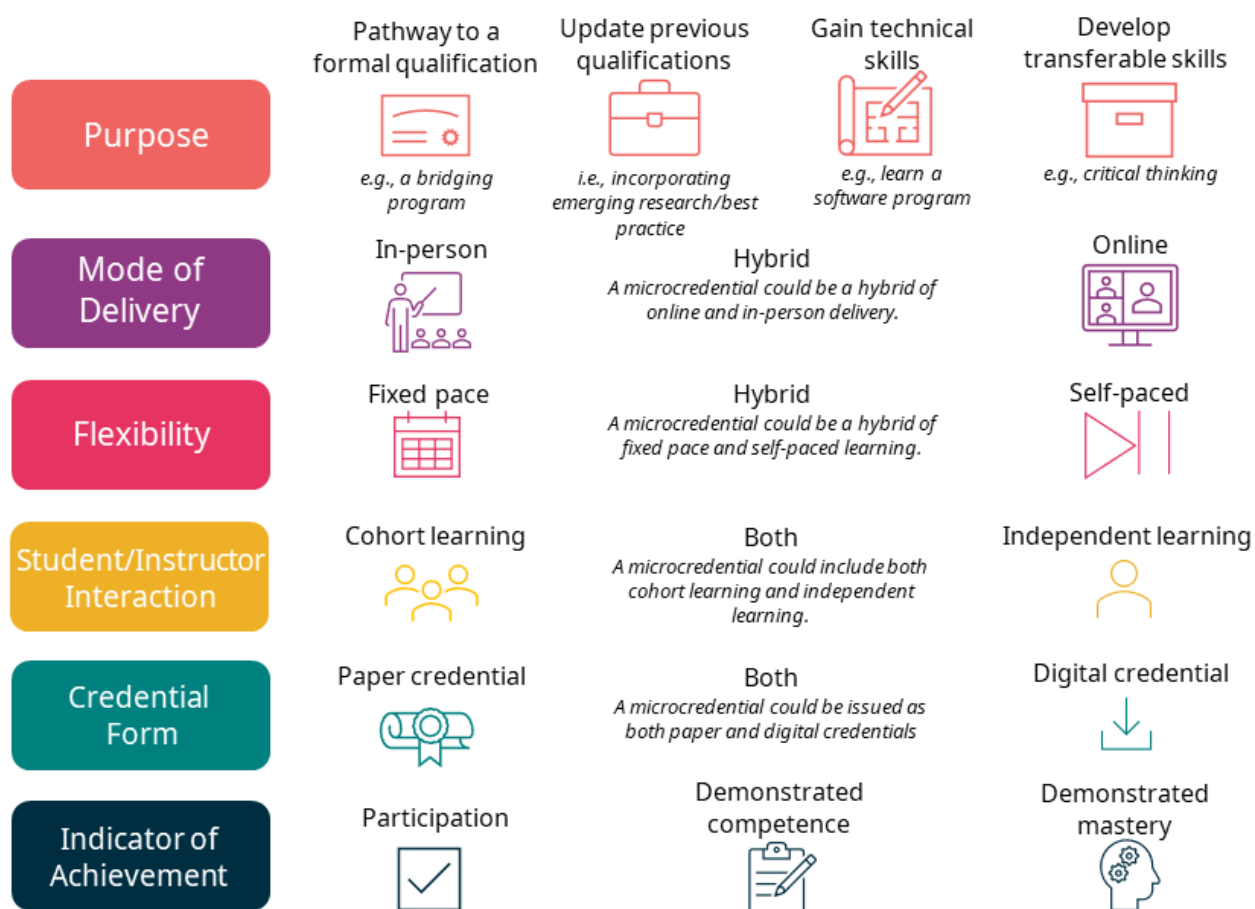 Purpose
Pathway to a
formal qualification
e.g., a bridging
program
Update previous
qualifications
i.e., incorporating
emerging research/best
practice
Gain technical
skills
e.g., learn a
software program
Develop
transferable skills
e.g., critical thinking
Mode of
Delivery
In-person
Hybrid
A microcredential could be a hybrid of
online and in-person delivery.
Online
Flexibility
Fixed pace
Hybrid
A microcredential could be a hybrid of
fixed pace and self-paced learning.
Self-paced
Student/Instructor
Interaction
Cohort learning
Both
A microcredential could include both
cohort learning and independent
learning.
Independent learning
Credential
Form
Paper credential
Both
A microcredential could be issued as
both paper and digital credentials
Digital credential
Indicator of
Achievement
Participation
Demonstrated
competence
Demonstrated
mastery